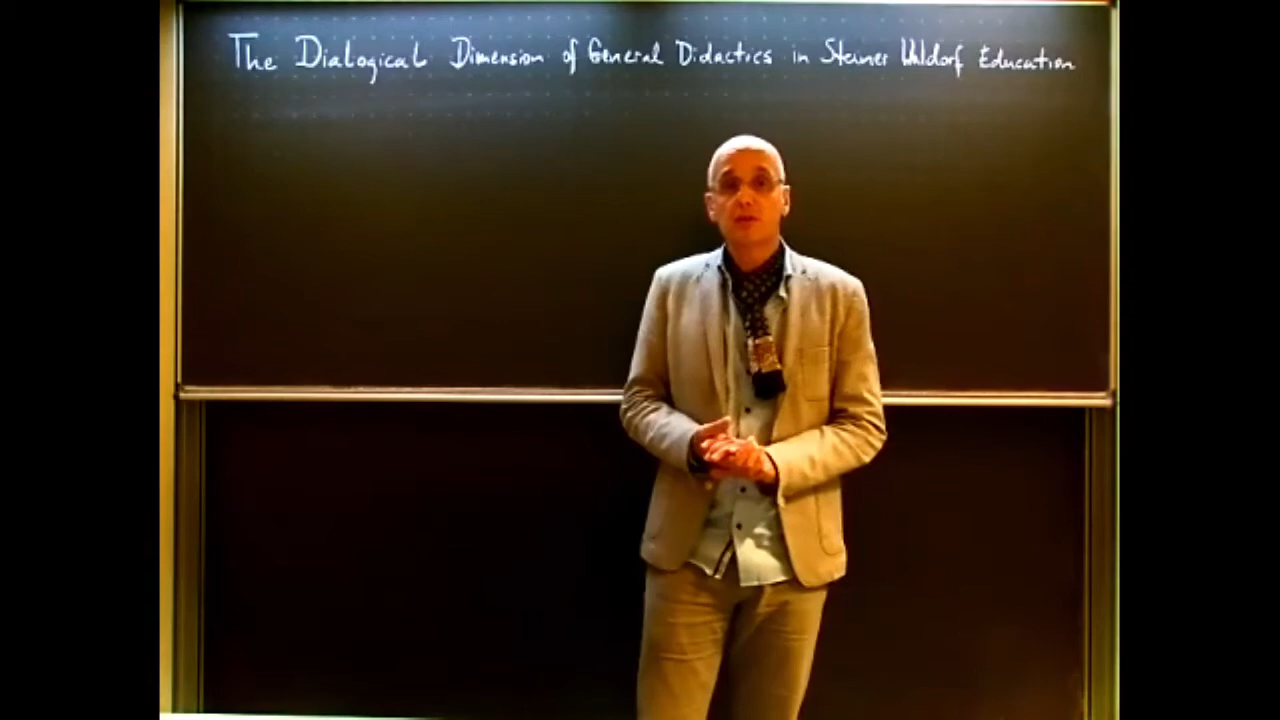 The Dialogical Dimension of General Didactics in Steiner Waldorf Education